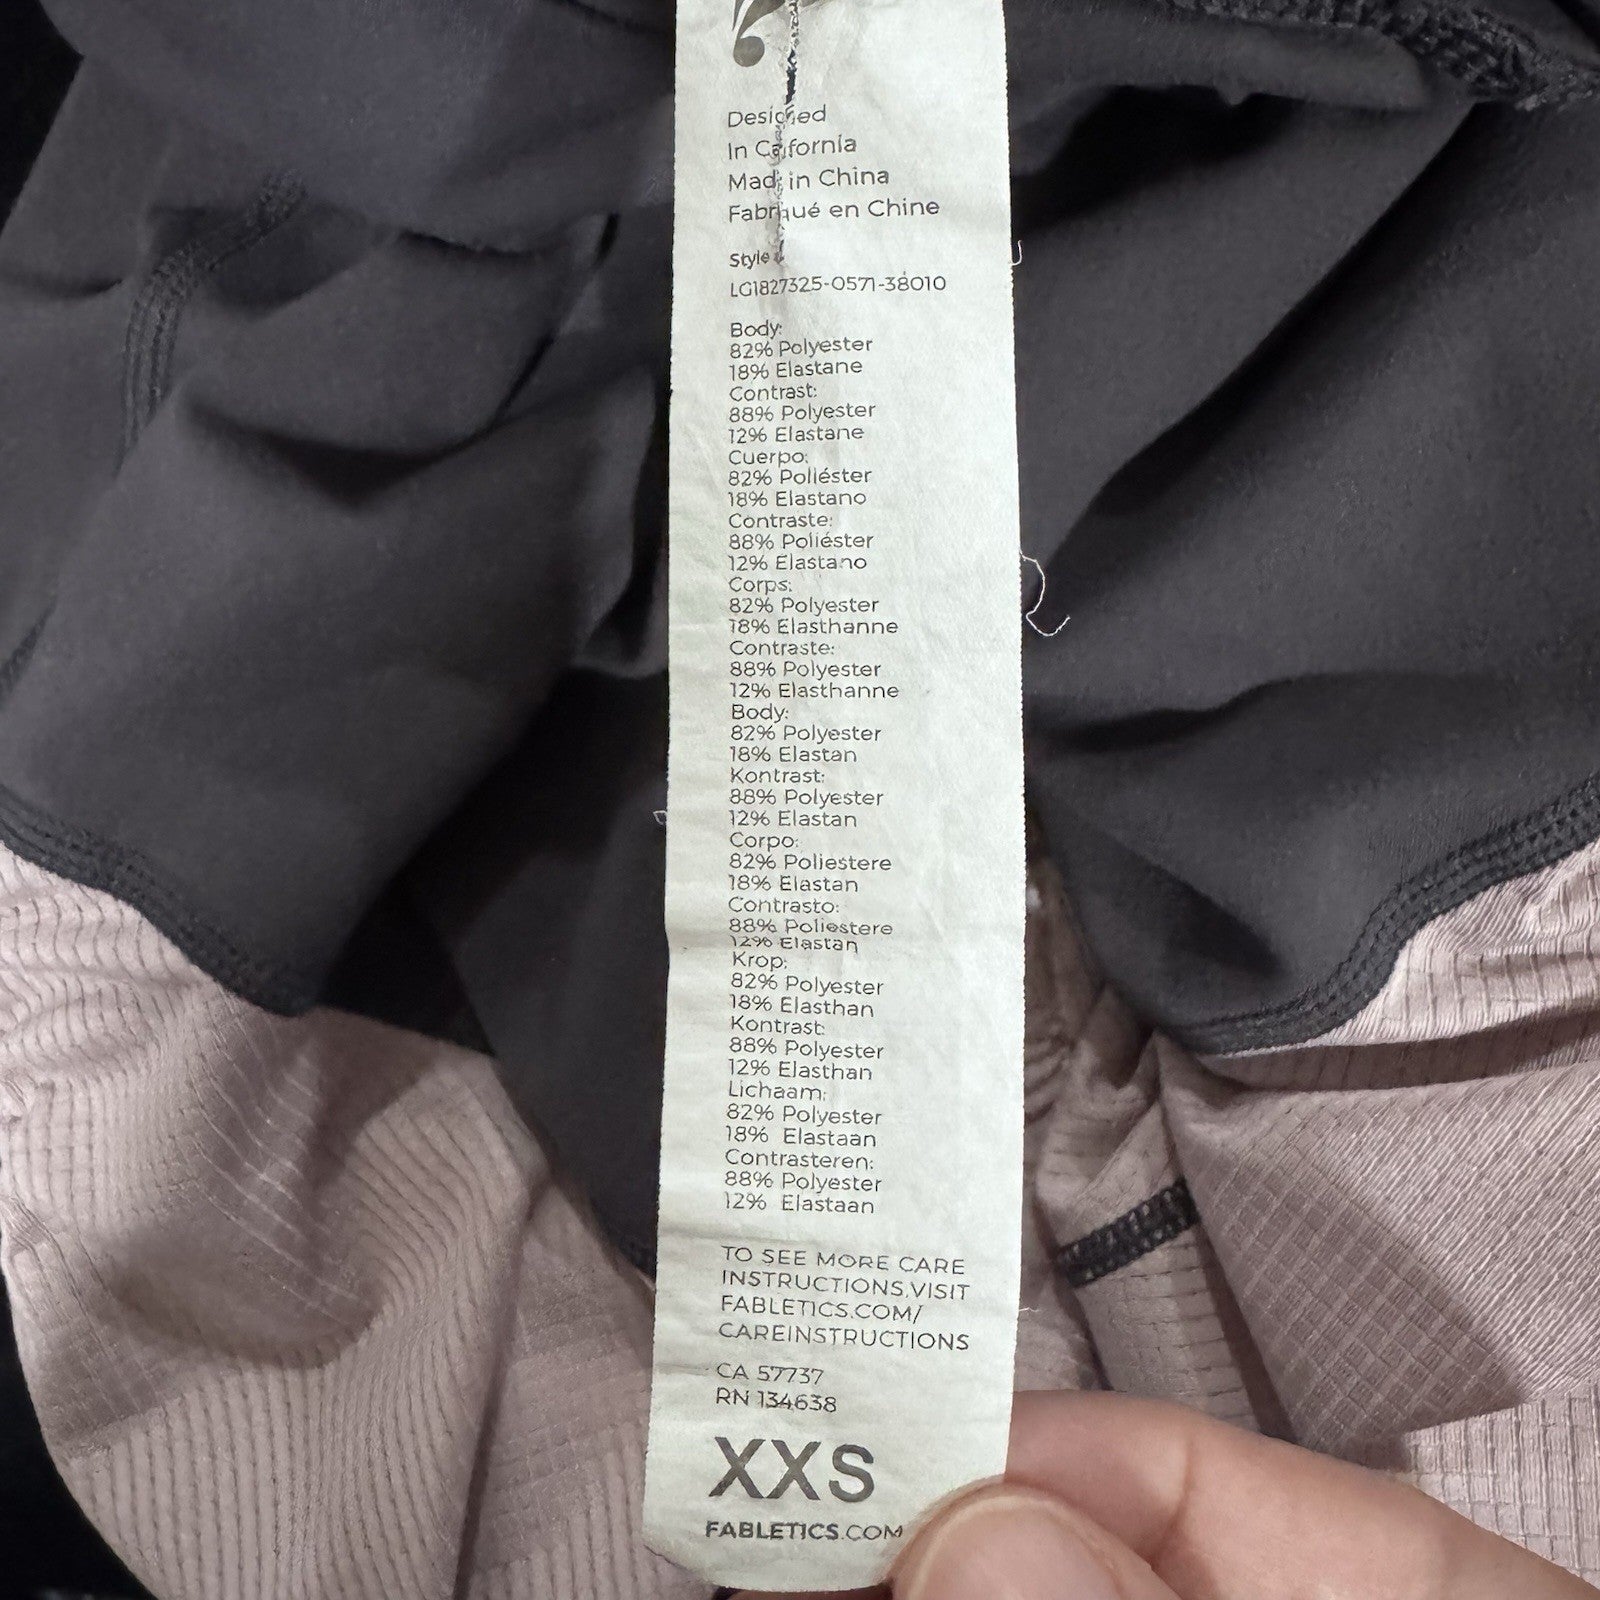 Designed
In California
Made in China
Fabriqué en Chine
Style
LG1827325-0571-38010
Body:
82% Polyester
18% Elastane
Contrast:
88% Polyester
12% Elastane
Cuerpo:
82% Poliéster
18% Elastano
Contraste:
88% Poliéster
12% Elastano
Corps:
82% Polyester
18% Elasthanne
Contraste:
88% Polyester
12% Elasthanne
Body:
82% Polyester
18% Elastan
Kontrast:
88% Polyester
12% Elastan
Corpo:
82% Poliestere
18% Elastan
Contrasto:
88% Poliestere
12% Elastan
Krop:
82% Polyester
18% Elasthan
Kontrast:
88% Polyester
12% Elasthan
Lichaam:
82% Polyester
18% Elastaan
Contrasteren:
88% Polyester
12% Elastaan
TO SEE MORE CARE
INSTRUCTIONS,VISIT
FABLETICS.COM/
CAREINSTRUCTIONS
CA 57737
RN 134638
XXS
FABLETICS.COM